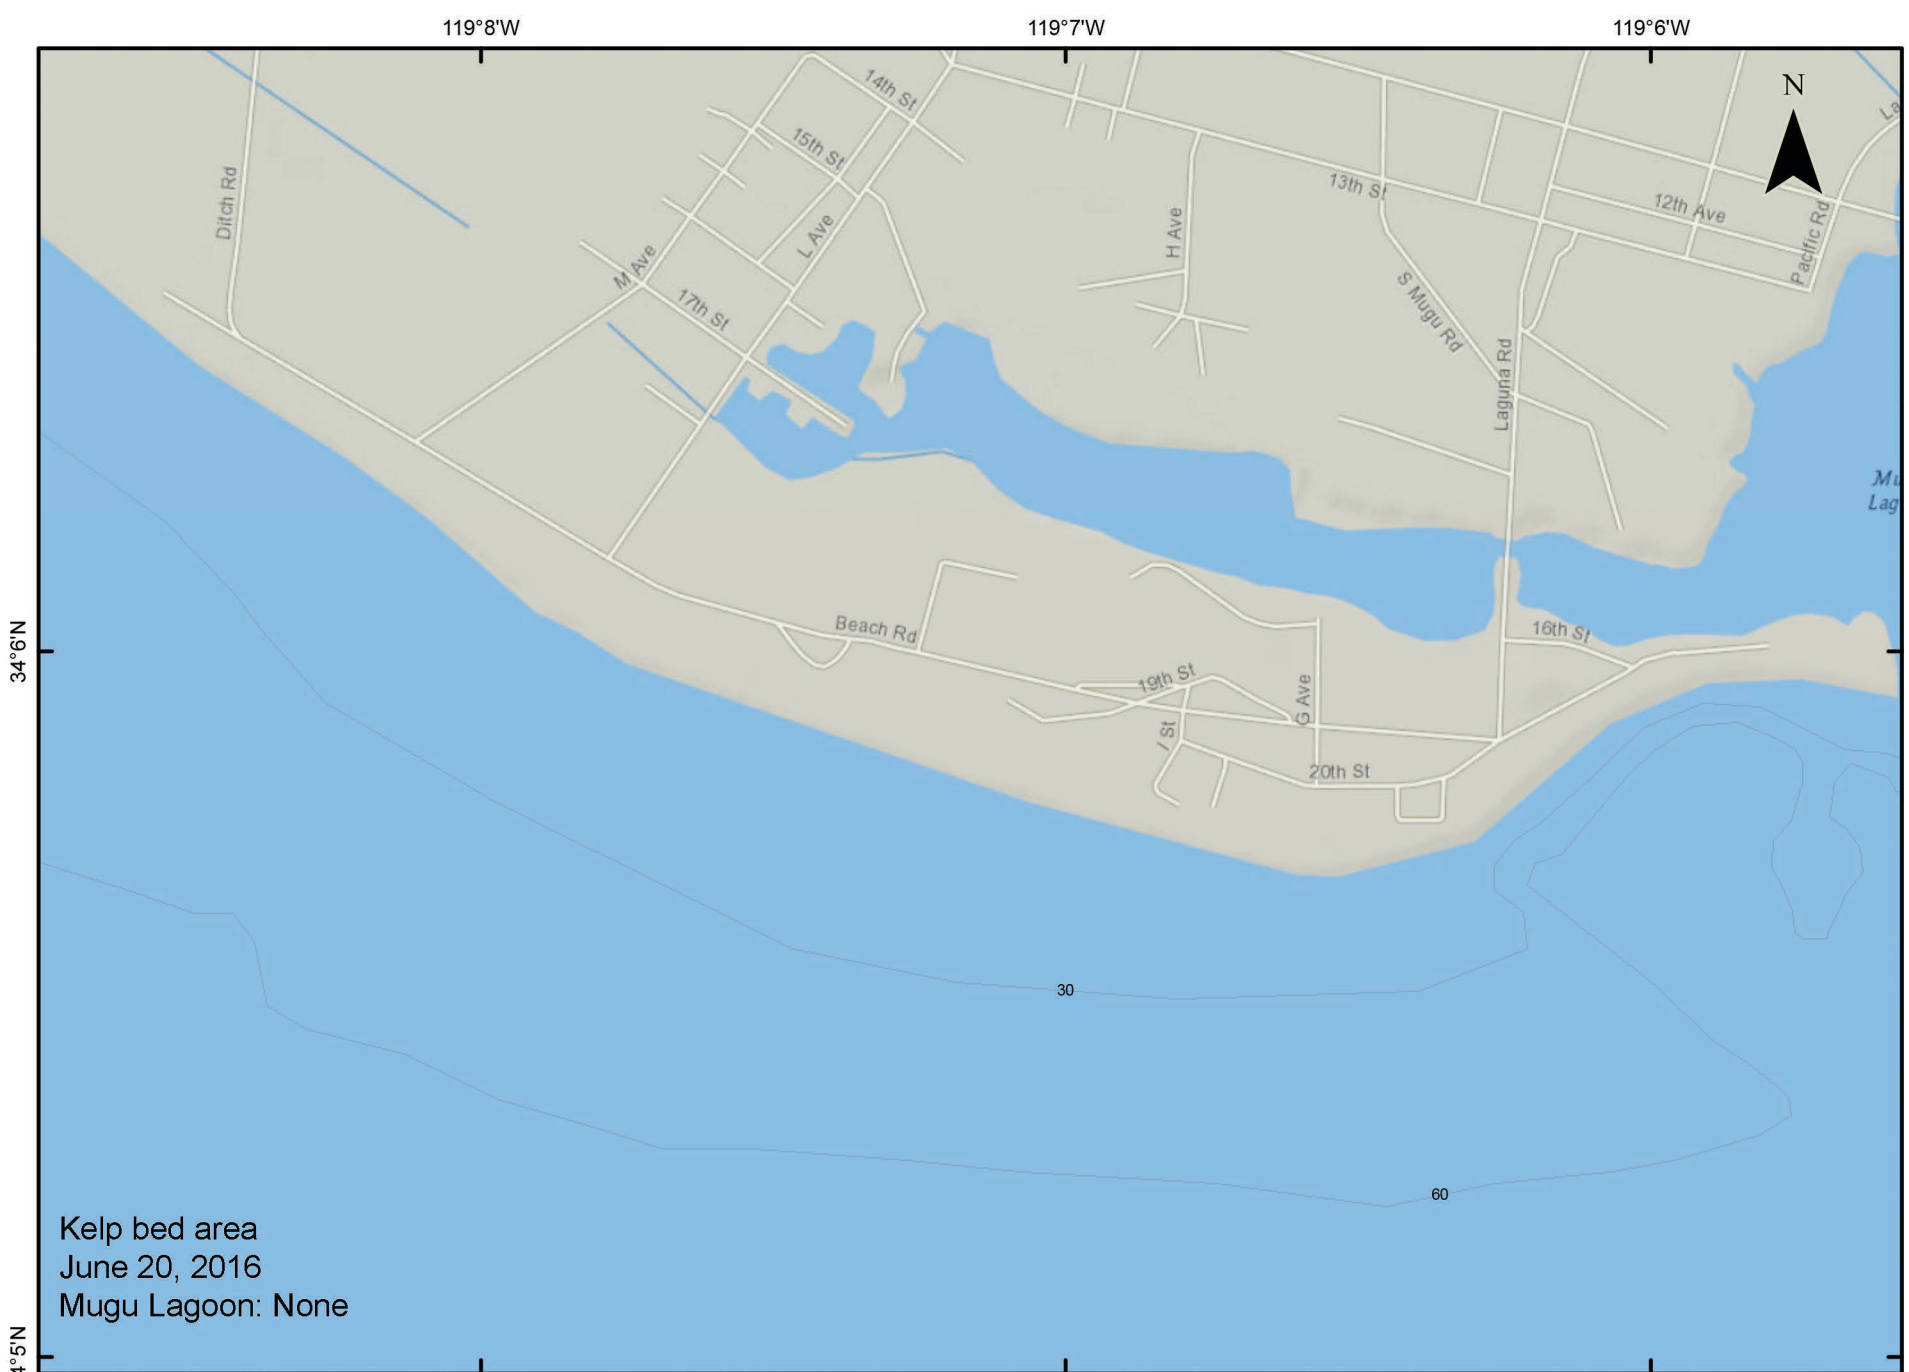 119°8'W
119°7'W
119°6'W
N
14th St
15th St
Ditch Rd
13th St
12th Ave
L Ave
H Ave
Pacific Rd
M Ave
17th St
S Mugu Rd
Laguna Rd
34°6'N
Beach Rd
16th St
19th St
G Ave
I St
20th St
30
60
Kelp bed area
June 20, 2016
Mugu Lagoon: None